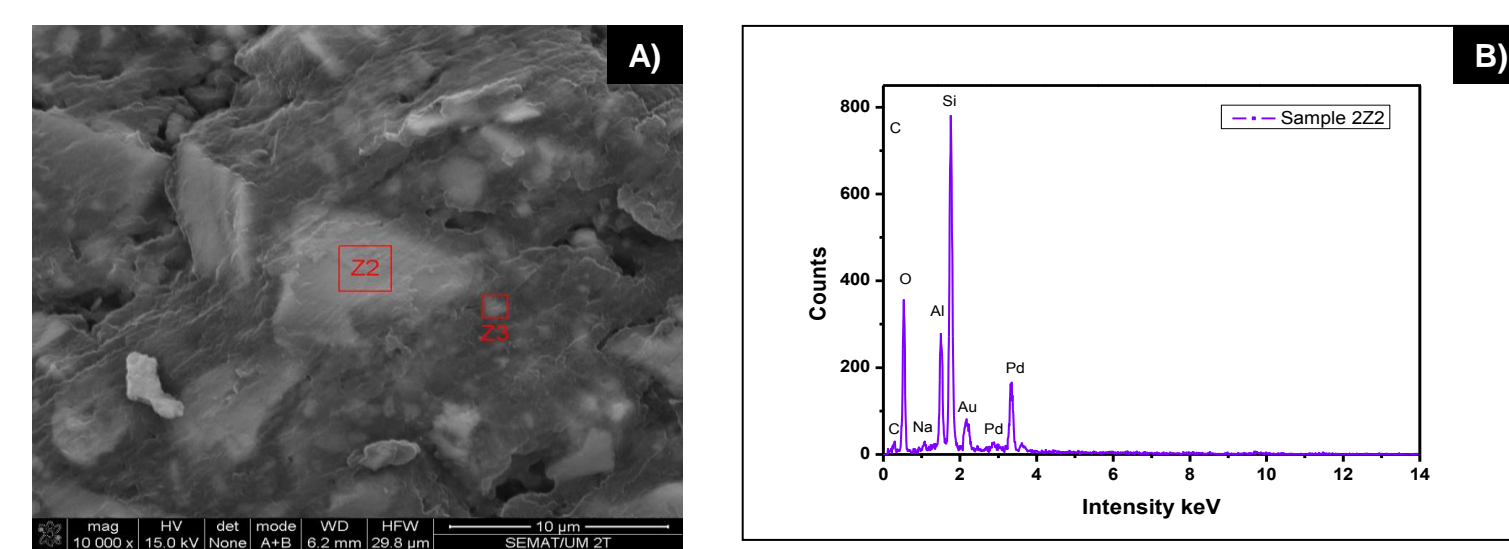 A)
Z2
Z3
mag HV det mode WD HFW 10 µm
10 000 x 15.0 kV None A+B 6.2 mm 29.8 µm SEMAT/UM 2T
B)
800
600
400
200
0
Counts
C
Si
Sample 2Z2
O
Al
Pd
Au
C Na Pd
0 2 4 6 8 10 12 14
Intensity keV